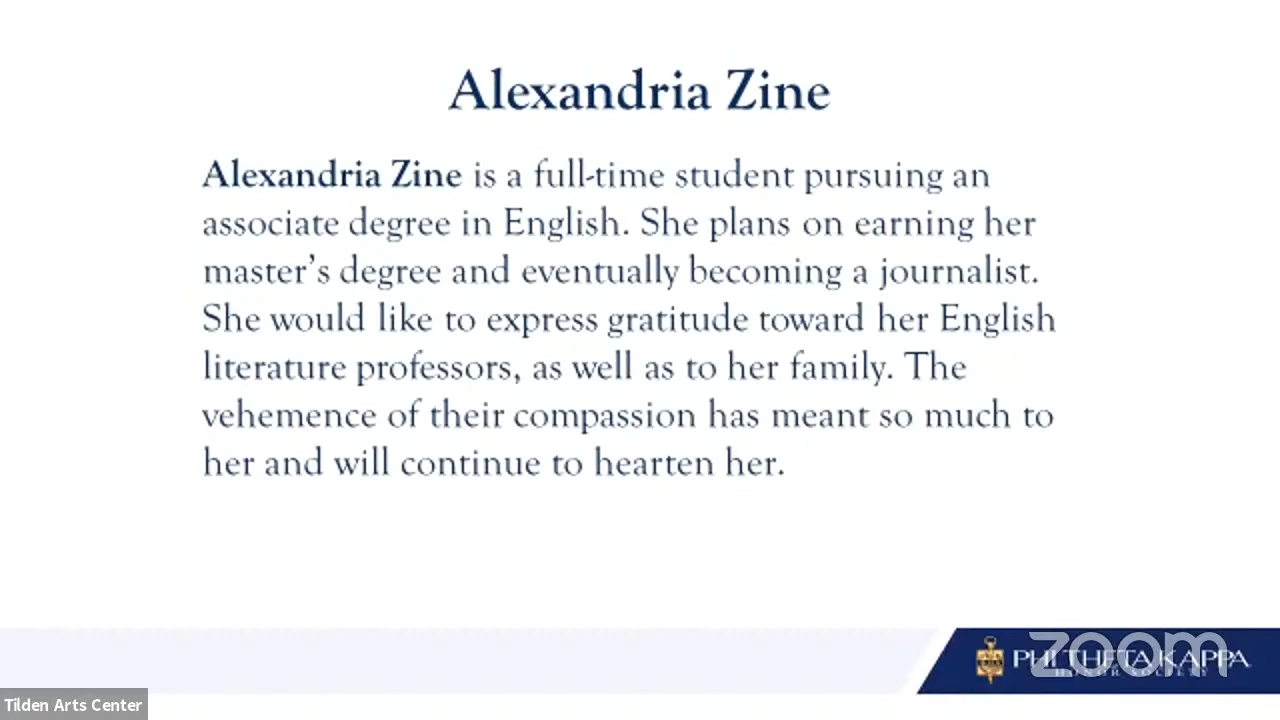 Alexandria Zine
Alexandria Zine is a full-time student pursuing an
associate degree in English. She plans on earning her
master's degree and eventually becoming a journalist.
She would like to express gratitude toward her English
literature professors, as well as to her family. The
vehemence of their compassion has meant so much to
her and will continue to hearten her.
PHI THETA KAPPA
HONOR SOCIETY
zoom
Tilden Arts Center